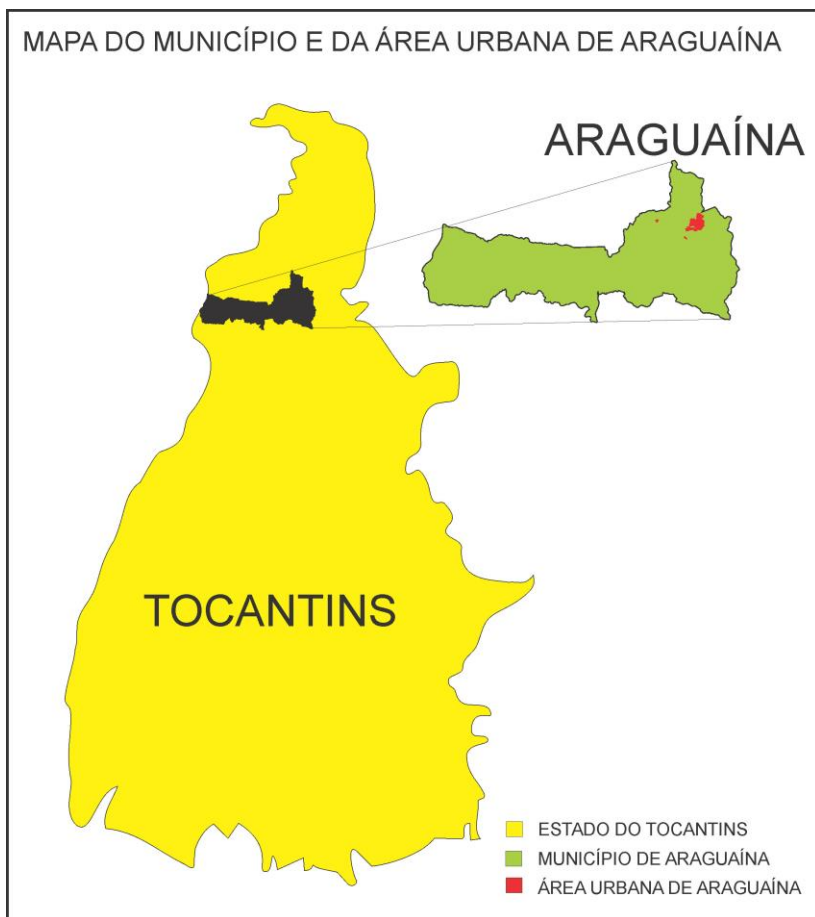 MAPA DO MUNICÍPIO E DA ÁREA URBANA DE ARAGUAÍNA
ARAGUAÍNA
TOCANTINS
ESTADO DO TOCANTINS
MUNICÍPIO DE ARAGUAÍNA
ÁREA URBANA DE ARAGUAÍNA